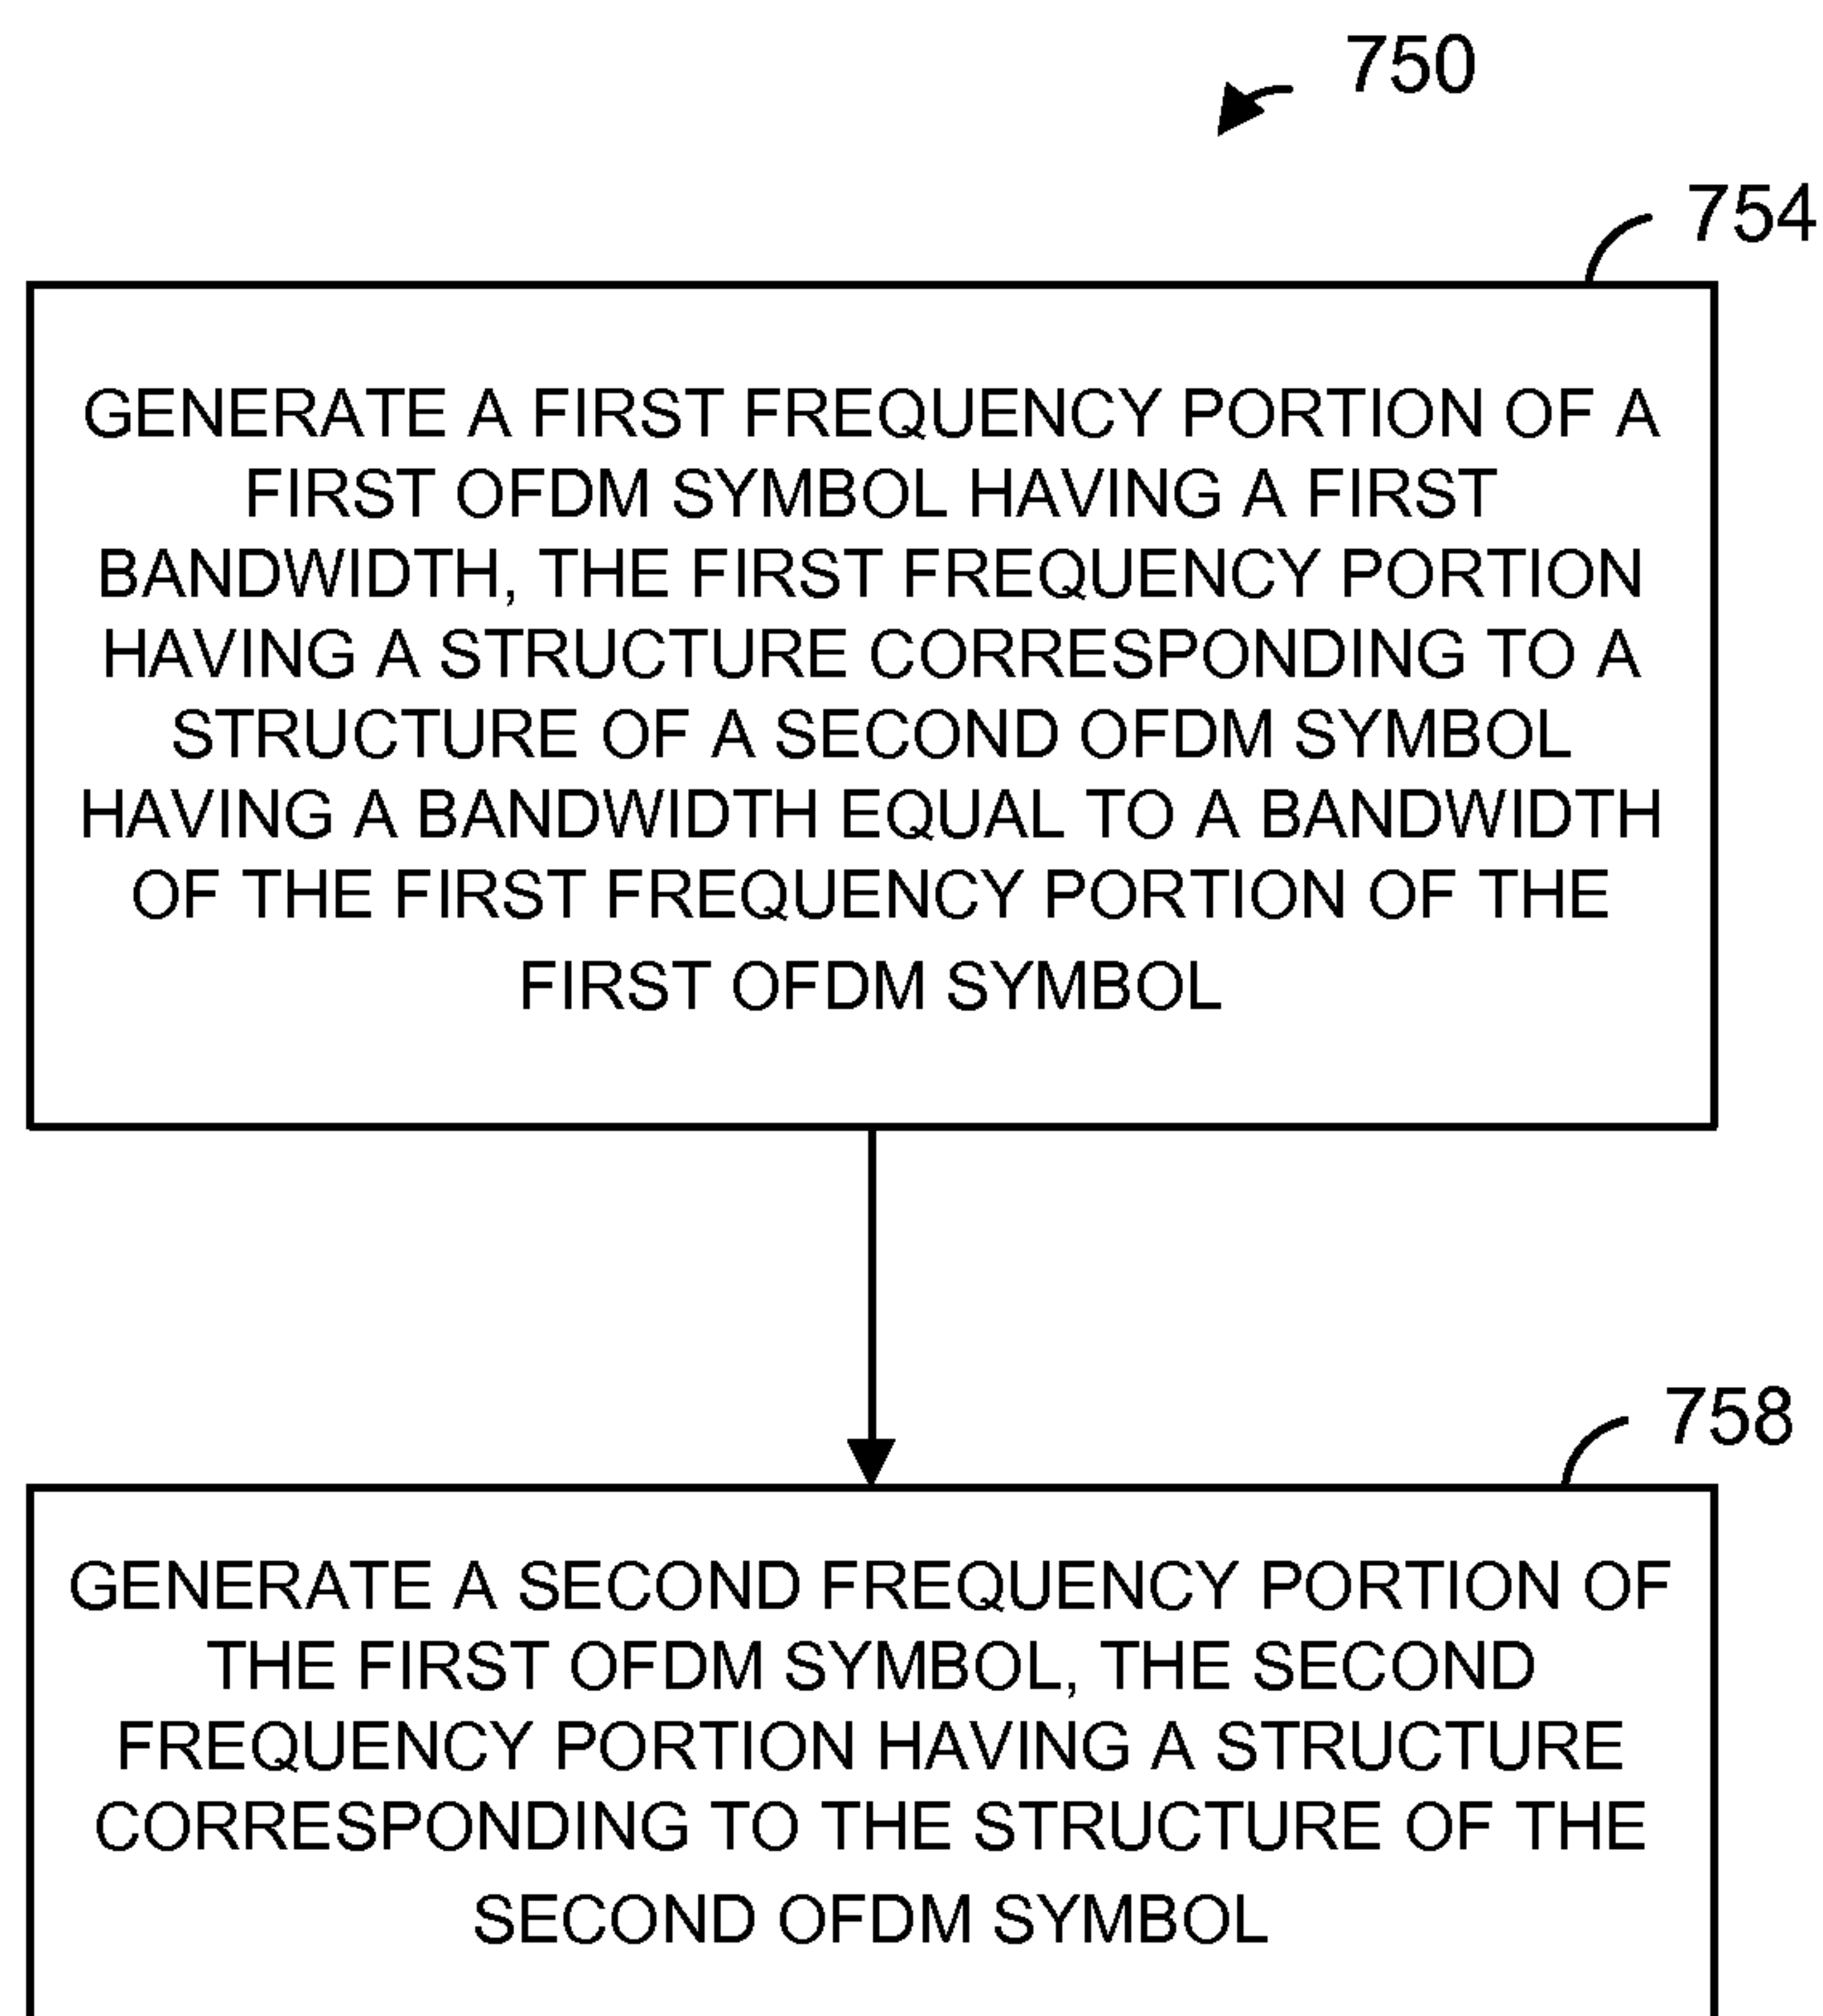 750
754
GENERATE A FIRST FREQUENCY PORTION OF A
FIRST OFDM SYMBOL HAVING A FIRST
BANDWIDTH, THE FIRST FREQUENCY PORTION
HAVING A STRUCTURE CORRESPONDING TO A
STRUCTURE OF A SECOND OFDM SYMBOL
HAVING A BANDWIDTH EQUAL TO A BANDWIDTH
OF THE FIRST FREQUENCY PORTION OF THE
FIRST OFDM SYMBOL
758
GENERATE A SECOND FREQUENCY PORTION OF
THE FIRST OFDM SYMBOL, THE SECOND
FREQUENCY PORTION HAVING A STRUCTURE
CORRESPONDING TO THE STRUCTURE OF THE
SECOND OFDM SYMBOL